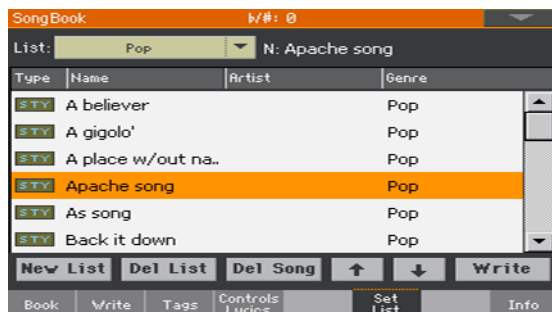 SongBook ♭/#: 0
List: Pop N: Apache song
Type Name Artist Genre
STY A believer Pop
STY A gigolo' Pop
STY A place w/out na.. Pop
STY Apache song Pop
STY As song Pop
STY Back it down Pop
New List Del List Del Song ↑ ↓ Write
Book Write Tags Controls Lyrics Set List Info